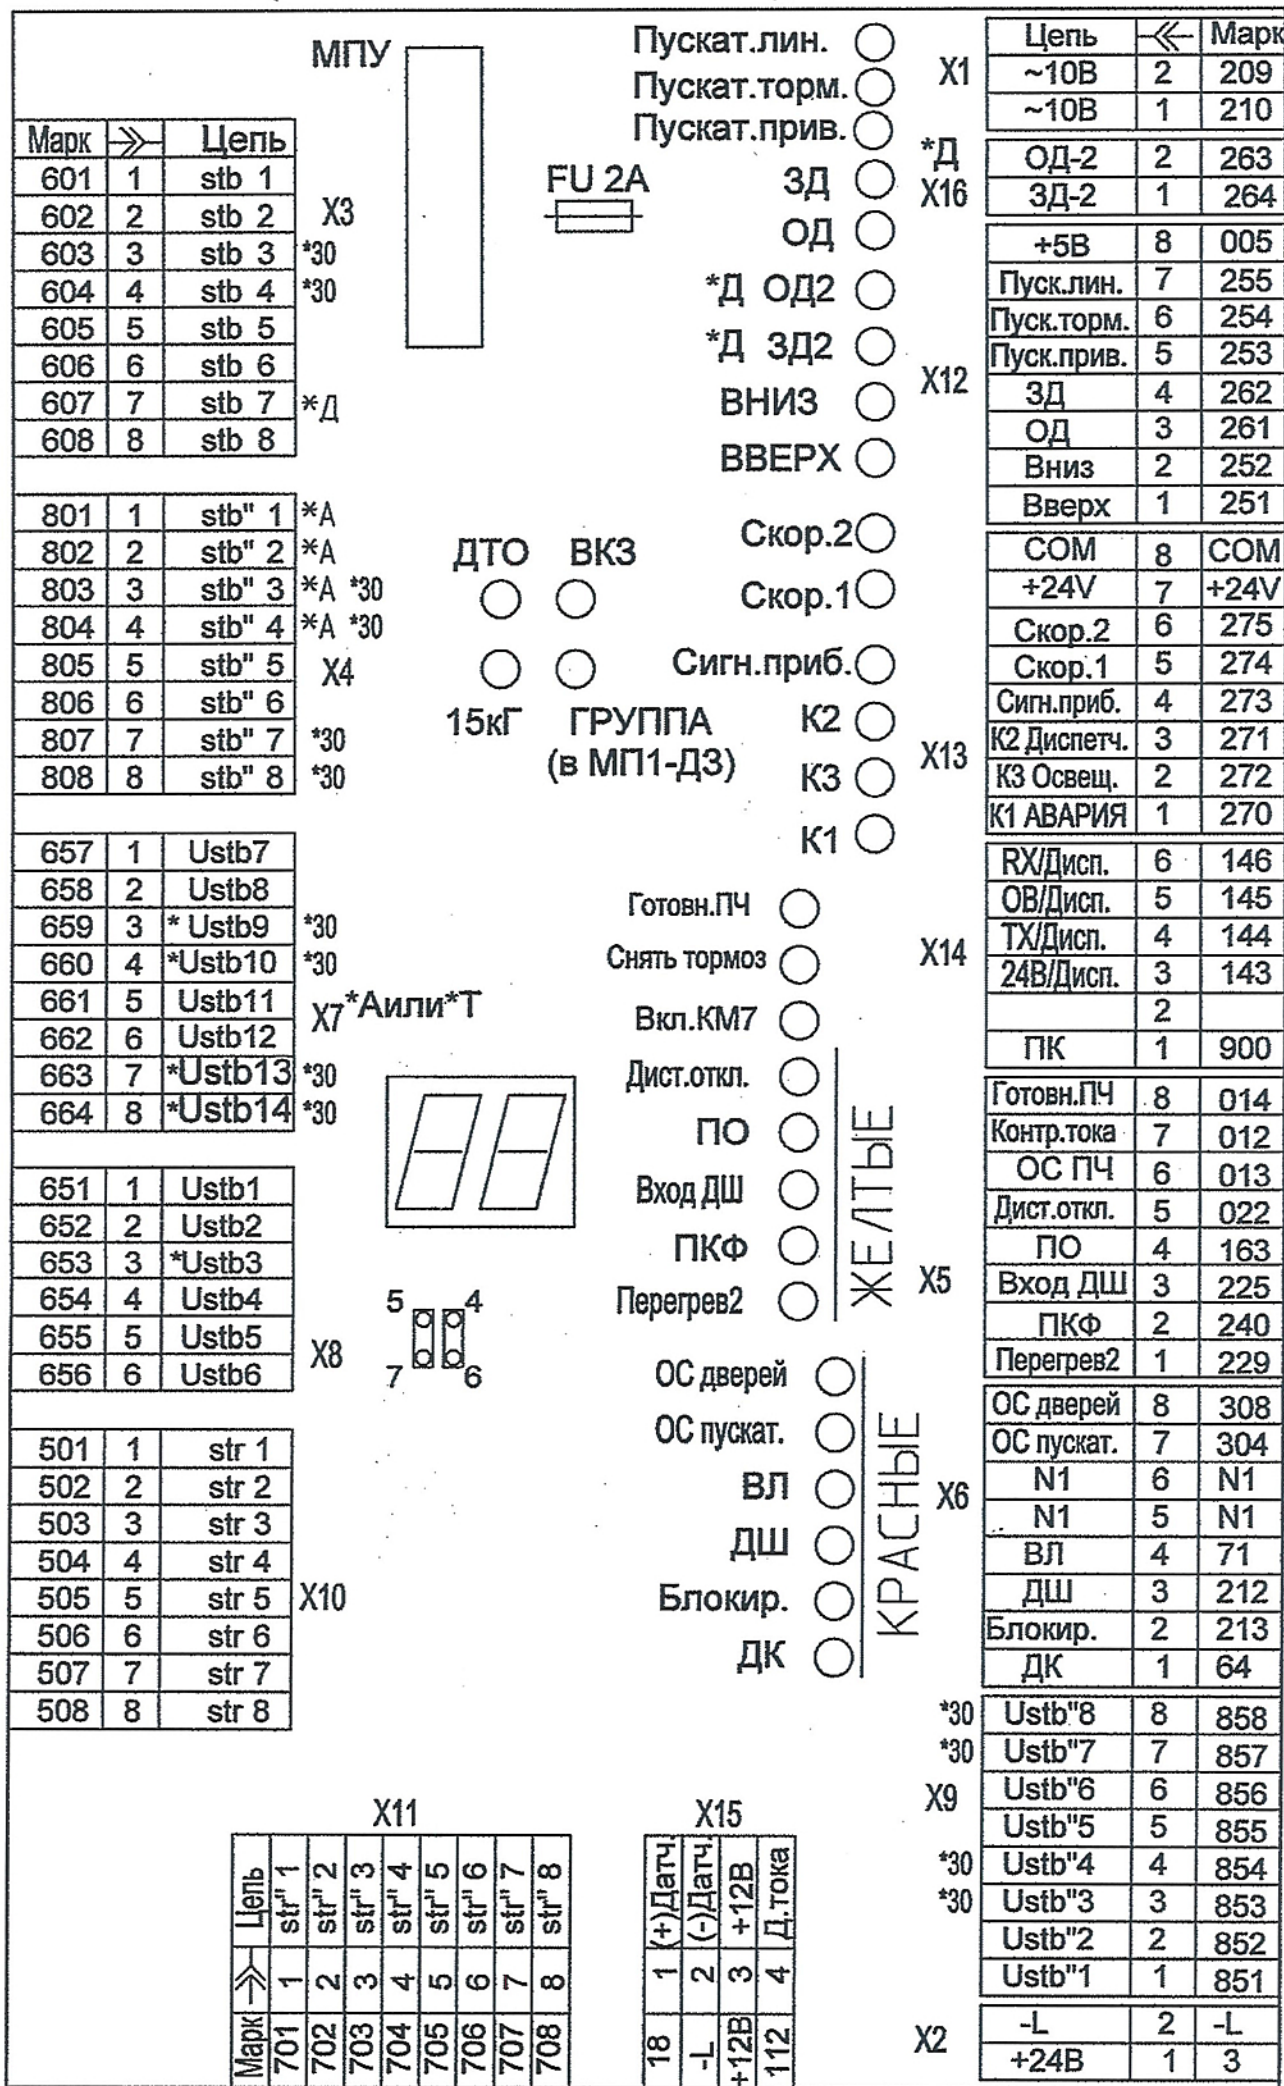 МПУ
Марк Цепь
601 1 stb 1
602 2 stb 2
603 3 stb 3 *30
604 4 stb 4 *30
605 5 stb 5
606 6 stb 6
607 7 stb 7 *Д
608 8 stb 8
X3
801 1 stb" 1 *А
802 2 stb" 2 *А
803 3 stb" 3 *А *30
804 4 stb" 4 *А *30
805 5 stb" 5
806 6 stb" 6
807 7 stb" 7 *30
808 8 stb" 8 *30
X4
657 1 Ustb7
658 2 Ustb8
659 3 * Ustb9 *30
660 4 *Ustb10 *30
661 5 Ustb11
662 6 Ustb12
663 7 *Ustb13 *30
664 8 *Ustb14 *30
X7 *Аили*Т
651 1 Ustb1
652 2 Ustb2
653 3 *Ustb3
654 4 Ustb4
655 5 Ustb5
656 6 Ustb6
X8
5 4
7 6
501 1 str 1
502 2 str 2
503 3 str 3
504 4 str 4
505 5 str 5
506 6 str 6
507 7 str 7
508 8 str 8
X10
FU 2A
ДТО ВКЗ
15кГ ГРУППА
(в МП1-ДЗ)
Пускат.лин.
Пускат.торм.
Пускат.прив.
ЗД
ОД
*Д ОД2
*Д ЗД2
ВНИЗ
ВВЕРХ
Скор.2
Скор.1
Сигн.приб.
К2
К3
К1
Готовн.ПЧ
Снять тормоз
Вкл.КМ7
Дист.откл.
ПО
Вход ДШ
ПКФ
Перегрев2
ЖЕЛТЫЕ
ОС дверей
ОС пускат.
ВЛ
ДШ
Блокир.
ДК
КРАСНЫЕ
X11
Цепь str" 1 str" 2 str" 3 str" 4 str" 5 str" 6 str" 7 str" 8
1 2 3 4 5 6 7 8
Марк 701 702 703 704 705 706 707 708
X15
(+)Датч. (-)Датч. +12В Д.тока
1 2 3 4
18 -L +12В 112
Цепь Марк
X1
~10В 2 209
~10В 1 210
*Д
X16
ОД-2 2 263
ЗД-2 1 264
X12
+5В 8 005
Пуск.лин. 7 255
Пуск.торм. 6 254
Пуск.прив. 5 253
ЗД 4 262
ОД 3 261
Вниз 2 252
Вверх 1 251
X13
COM 8 COM
+24V 7 +24V
Скор.2 6 275
Скор.1 5 274
Сигн.приб. 4 273
К2 Диспетч. 3 271
К3 Освещ. 2 272
К1 АВАРИЯ 1 270
X14
RX/Дисп. 6 146
ОВ/Дисп. 5 145
TX/Дисп. 4 144
24В/Дисп. 3 143
2
ПК 1 900
X5
Готовн.ПЧ 8 014
Контр.тока 7 012
ОС ПЧ 6 013
Дист.откл. 5 022
ПО 4 163
Вход ДШ 3 225
ПКФ 2 240
Перегрев2 1 229
X6
ОС дверей 8 308
ОС пускат. 7 304
N1 6 N1
N1 5 N1
ВЛ 4 71
ДШ 3 212
Блокир. 2 213
ДК 1 64
X9
*30 Ustb"8 8 858
*30 Ustb"7 7 857
Ustb"6 6 856
Ustb"5 5 855
*30 Ustb"4 4 854
*30 Ustb"3 3 853
Ustb"2 2 852
Ustb"1 1 851
X2
-L 2 -L
+24В 1 3